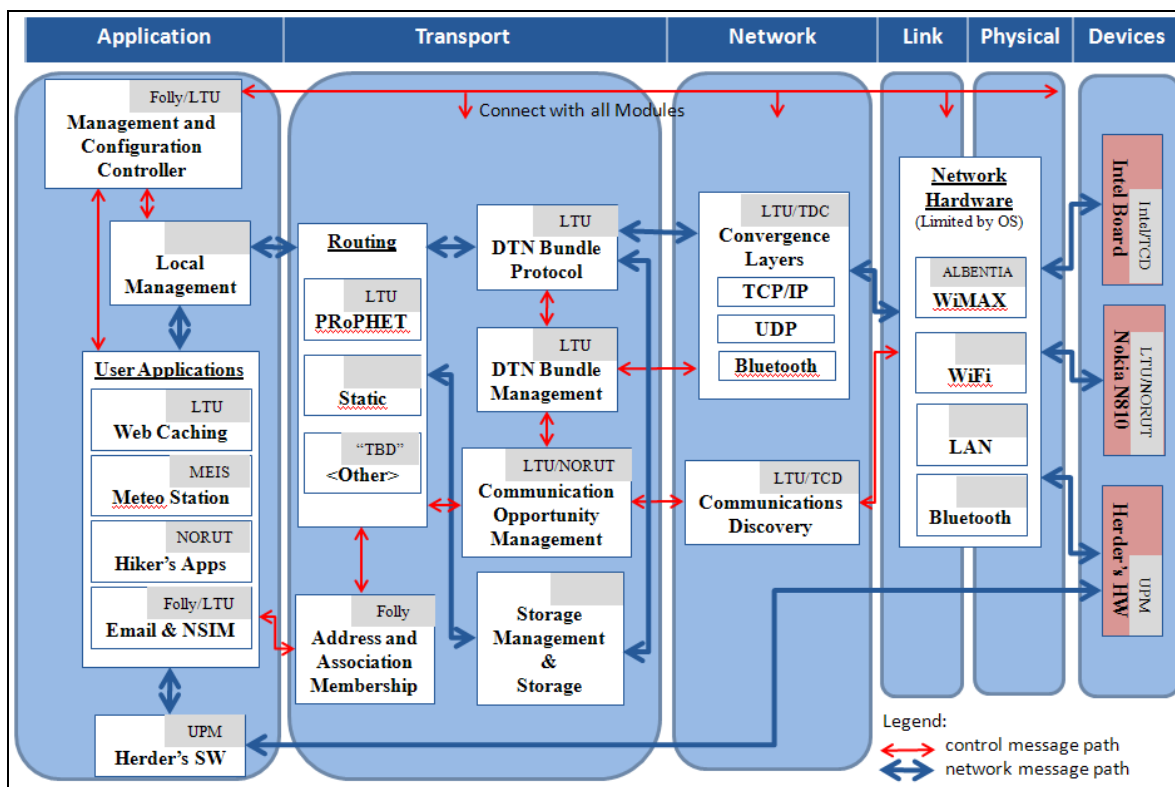 Application
Transport
Network
Link
Physical
Devices
Folly/LTU
Management and
Configuration
Controller
Connect with all Modules
Local
Management
User Applications
LTU
Web Caching
MEIS
Meteo Station
NORUT
Hiker's Apps
Folly/LTU
Email & NSIM
UPM
Herder's SW
Routing
LTU
PRoPHET
Static
“TBD”
<Other>
Folly
Address and
Association
Membership
LTU
DTN Bundle
Protocol
LTU
DTN Bundle
Management
LTU/NORUT
Communication
Opportunity
Management
Storage
Management
&
Storage
LTU/TDC
Convergence
Layers
TCP/IP
UDP
Bluetooth
LTU/TCD
Communications
Discovery
Network
Hardware
(Limited by OS)
ALBENTIA
WiMAX
WiFi
LAN
Bluetooth
Intel/TCD
Intel Board
LTU/NORUT
Nokia N810
UPM
Herder's HW
Legend:
control message path
network message path